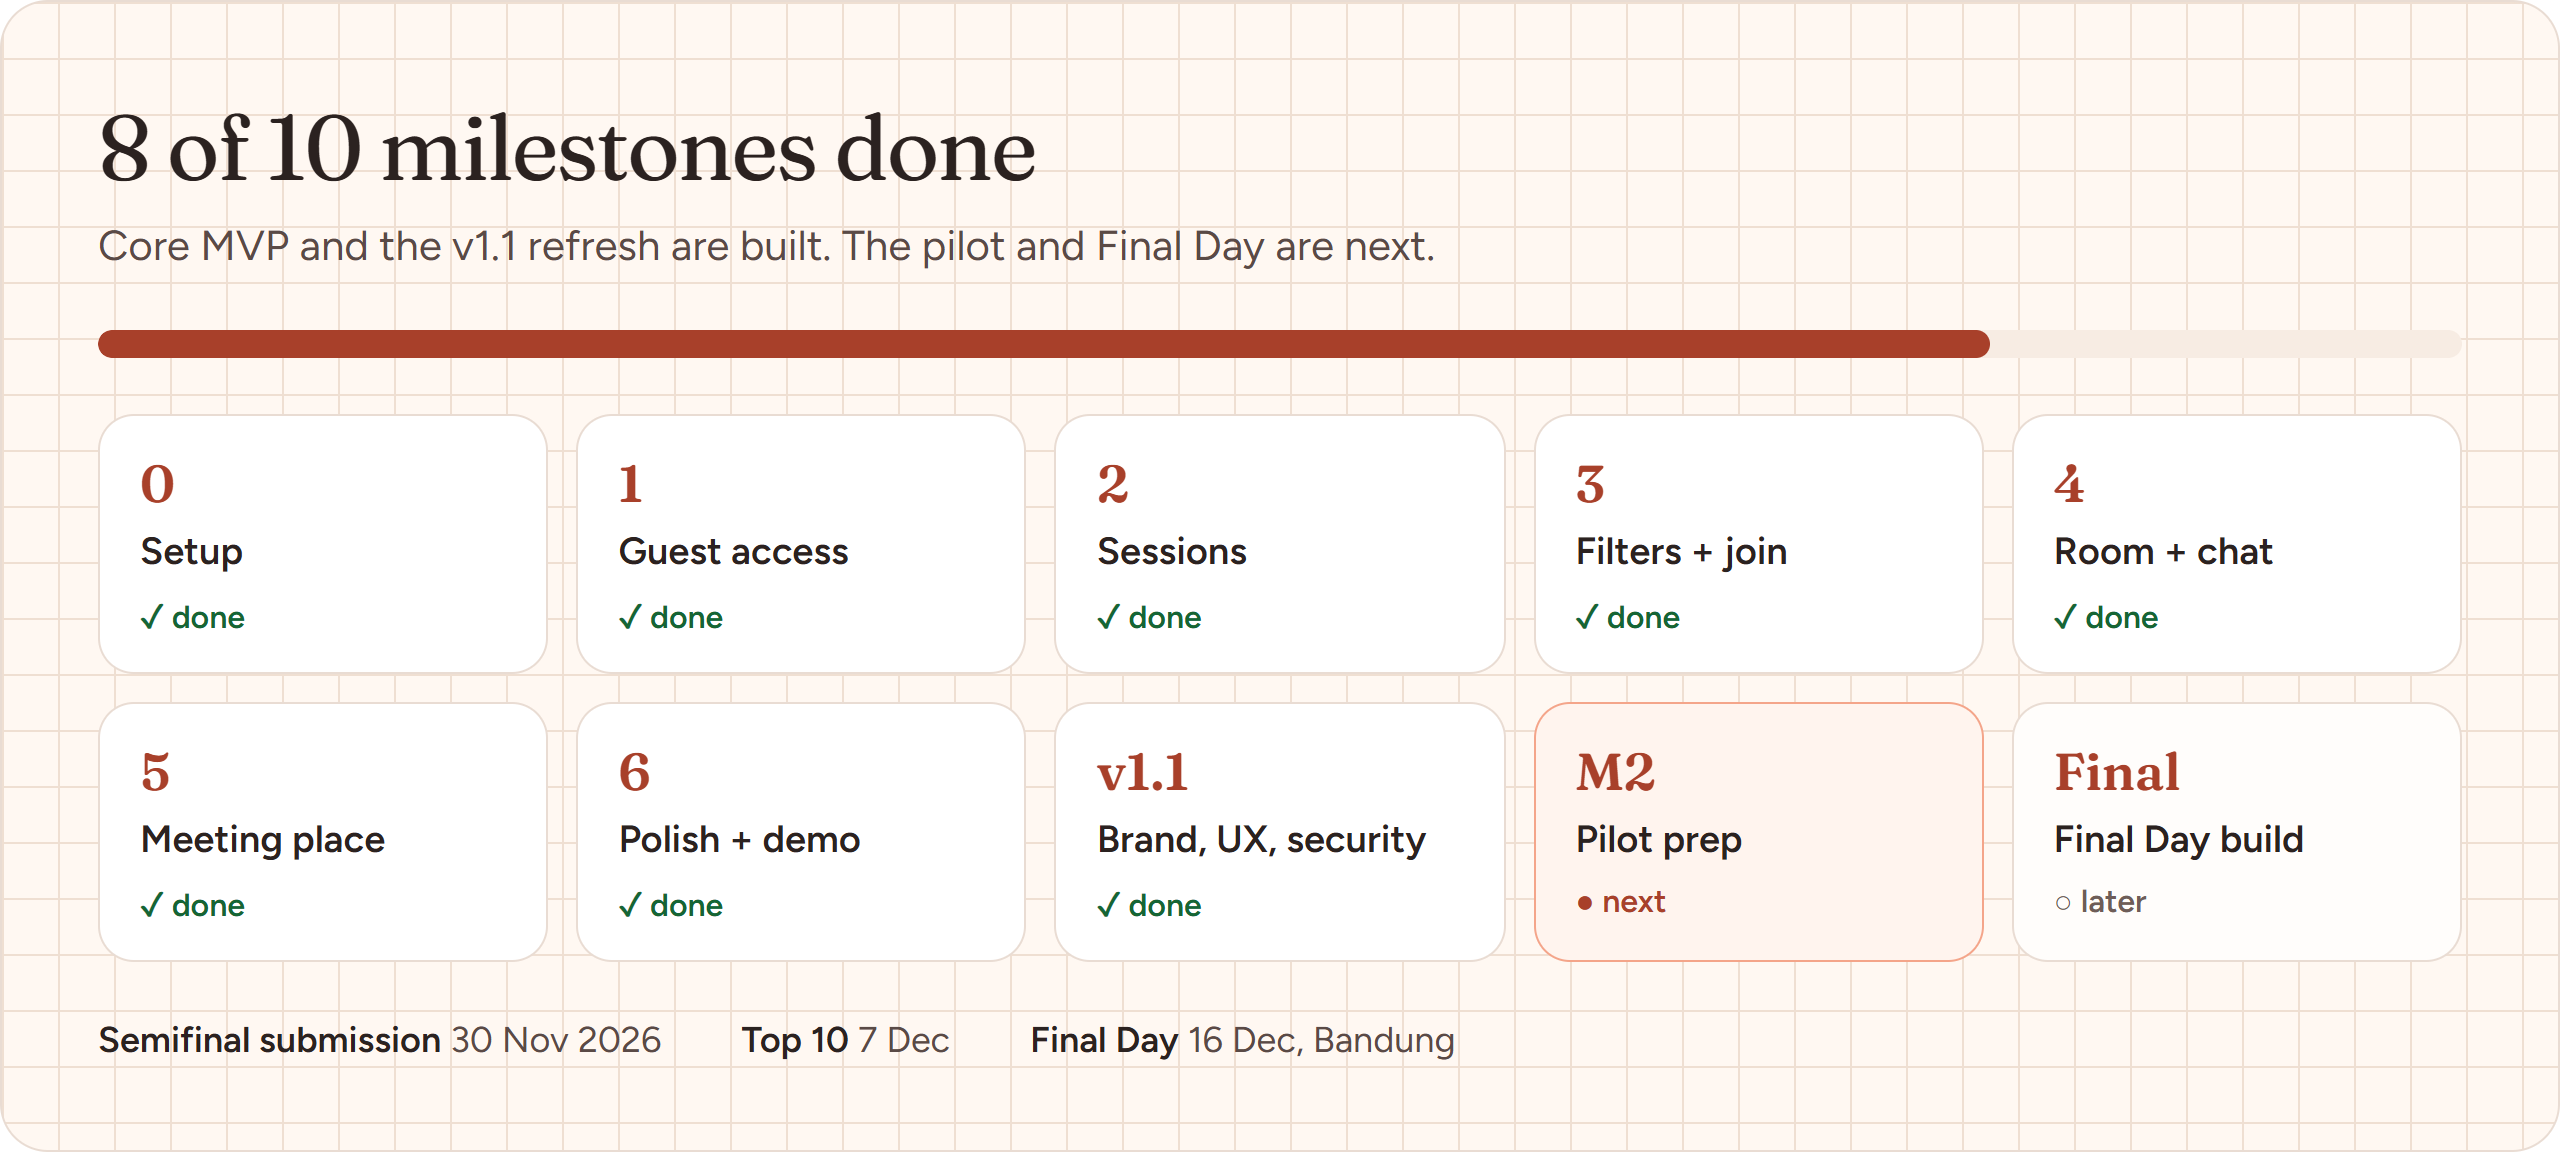 8 of 10 milestones done
Core MVP and the v1.1 refresh are built. The pilot and Final Day are next.
0
Setup
✓ done
1
Guest access
✓ done
2
Sessions
✓ done
3
Filters + join
✓ done
4
Room + chat
✓ done
5
Meeting place
✓ done
6
Polish + demo
✓ done
v1.1
Brand, UX, security
✓ done
M2
Pilot prep
● next
Final
Final Day build
○ later
Semifinal submission 30 Nov 2026 Top 10 7 Dec Final Day 16 Dec, Bandung